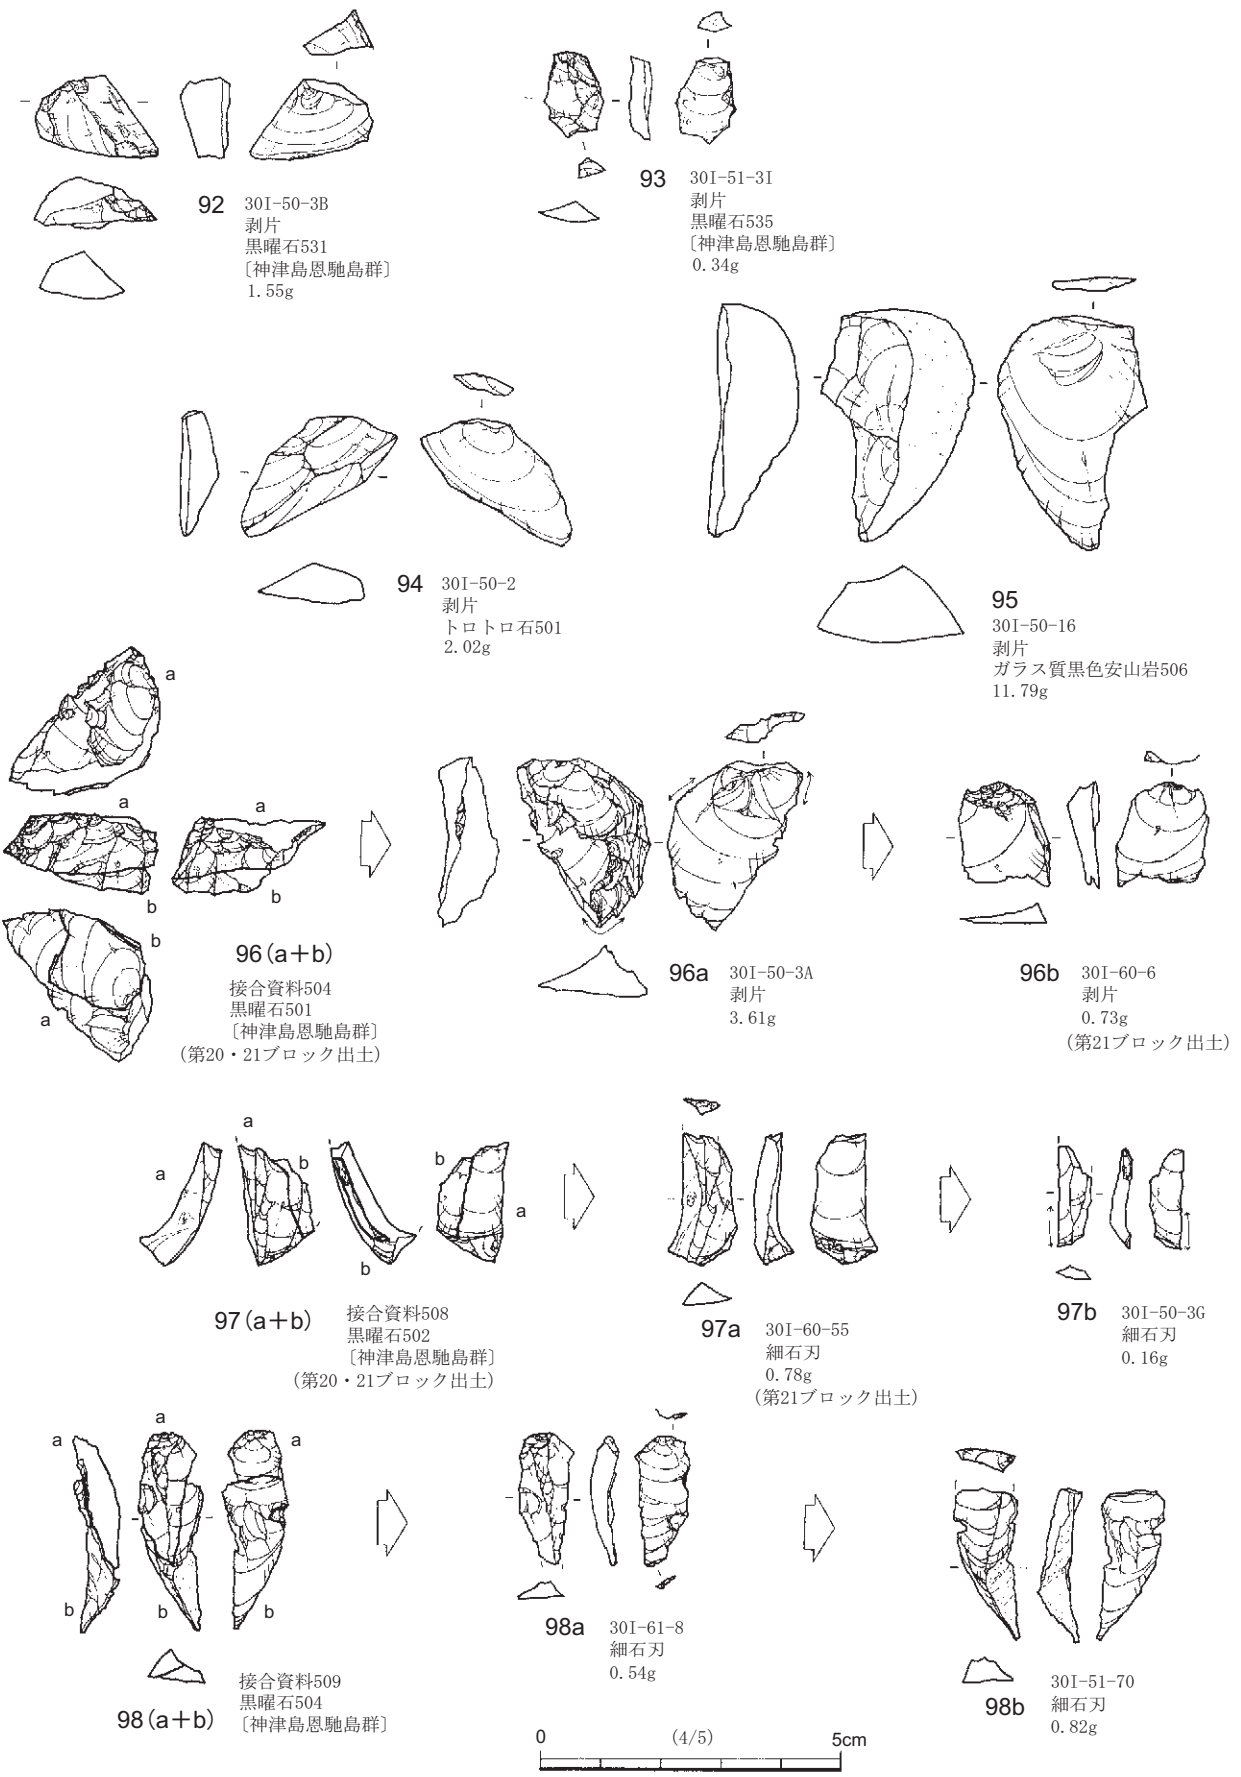 92
30I-50-3B
剥片
黒曜石531
〔神津島恩馳島群〕
1.55g
93
30I-51-3I
剥片
黒曜石535
〔神津島恩馳島群〕
0.34g
94
30I-50-2
剥片
トロトロ石501
2.02g
95
30I-50-16
剥片
ガラス質黒色安山岩506
11.79g
a
a
a
b
b
b
a
96(a+b)
接合資料504
黒曜石501
〔神津島恩馳島群〕
(第20・21ブロック出土)
96a
30I-50-3A
剥片
3.61g
96b
30I-60-6
剥片
0.73g
(第21ブロック出土)
a
a
b
b
b
a
97(a+b)
接合資料508
黒曜石502
〔神津島恩馳島群〕
(第20・21ブロック出土)
97a
30I-60-55
細石刃
0.78g
(第21ブロック出土)
97b
30I-50-3G
細石刃
0.16g
a
a
a
b
b
b
98(a+b)
接合資料509
黒曜石504
〔神津島恩馳島群〕
98a
30I-61-8
細石刃
0.54g
98b
30I-51-70
細石刃
0.82g
0 (4/5) 5cm